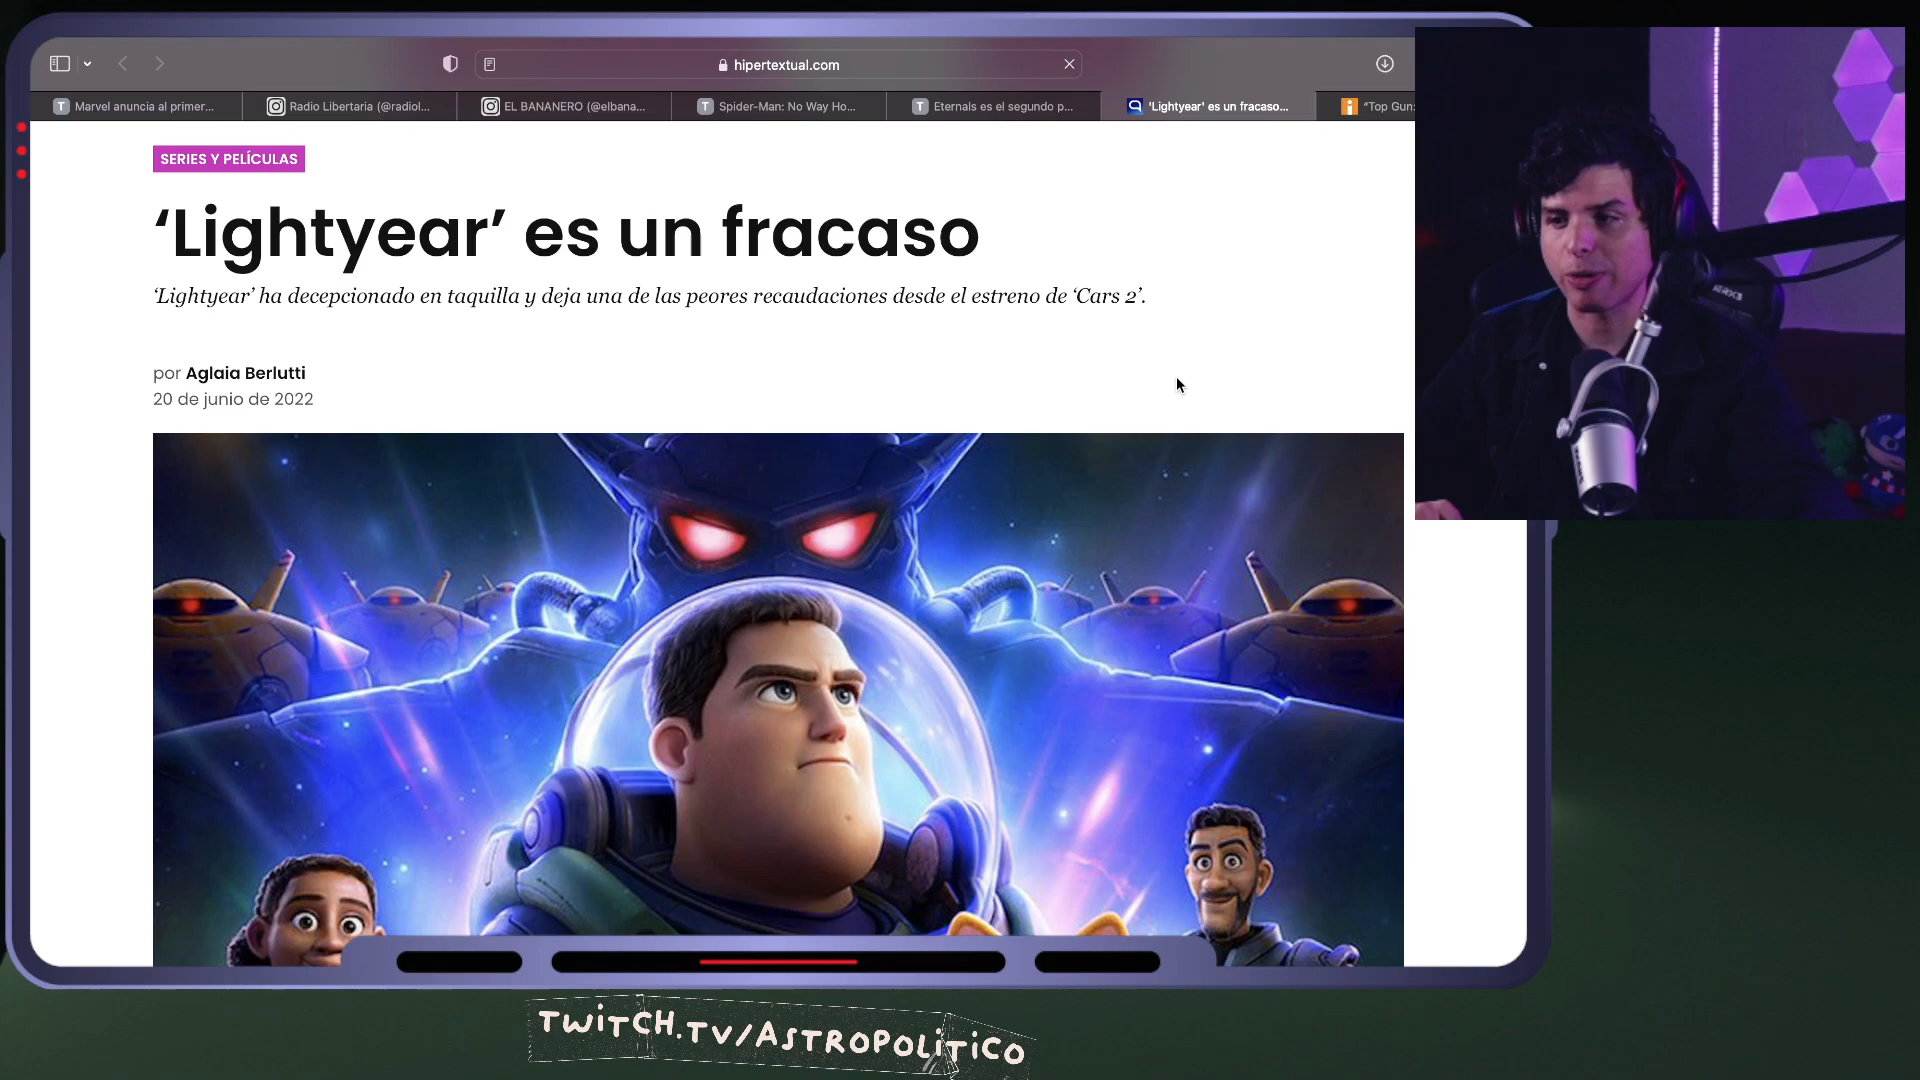 hipertextual.com
Marvel anuncia al primer...
Radio Libertaria (@radiol...
EL BANANERO (@elbana...
Spider-Man: No Way Ho...
Eternals es el segundo p...
'Lightyear' es un fracaso...
"Top Gun:
SERIES Y PELÍCULAS
‘Lightyear’ es un fracaso
‘Lightyear’ ha decepcionado en taquilla y deja una de las peores recaudaciones desde el estreno de ‘Cars 2’.
por Aglaia Berlutti
20 de junio de 2022
TWITCH.TV/ASTROPOLITICO